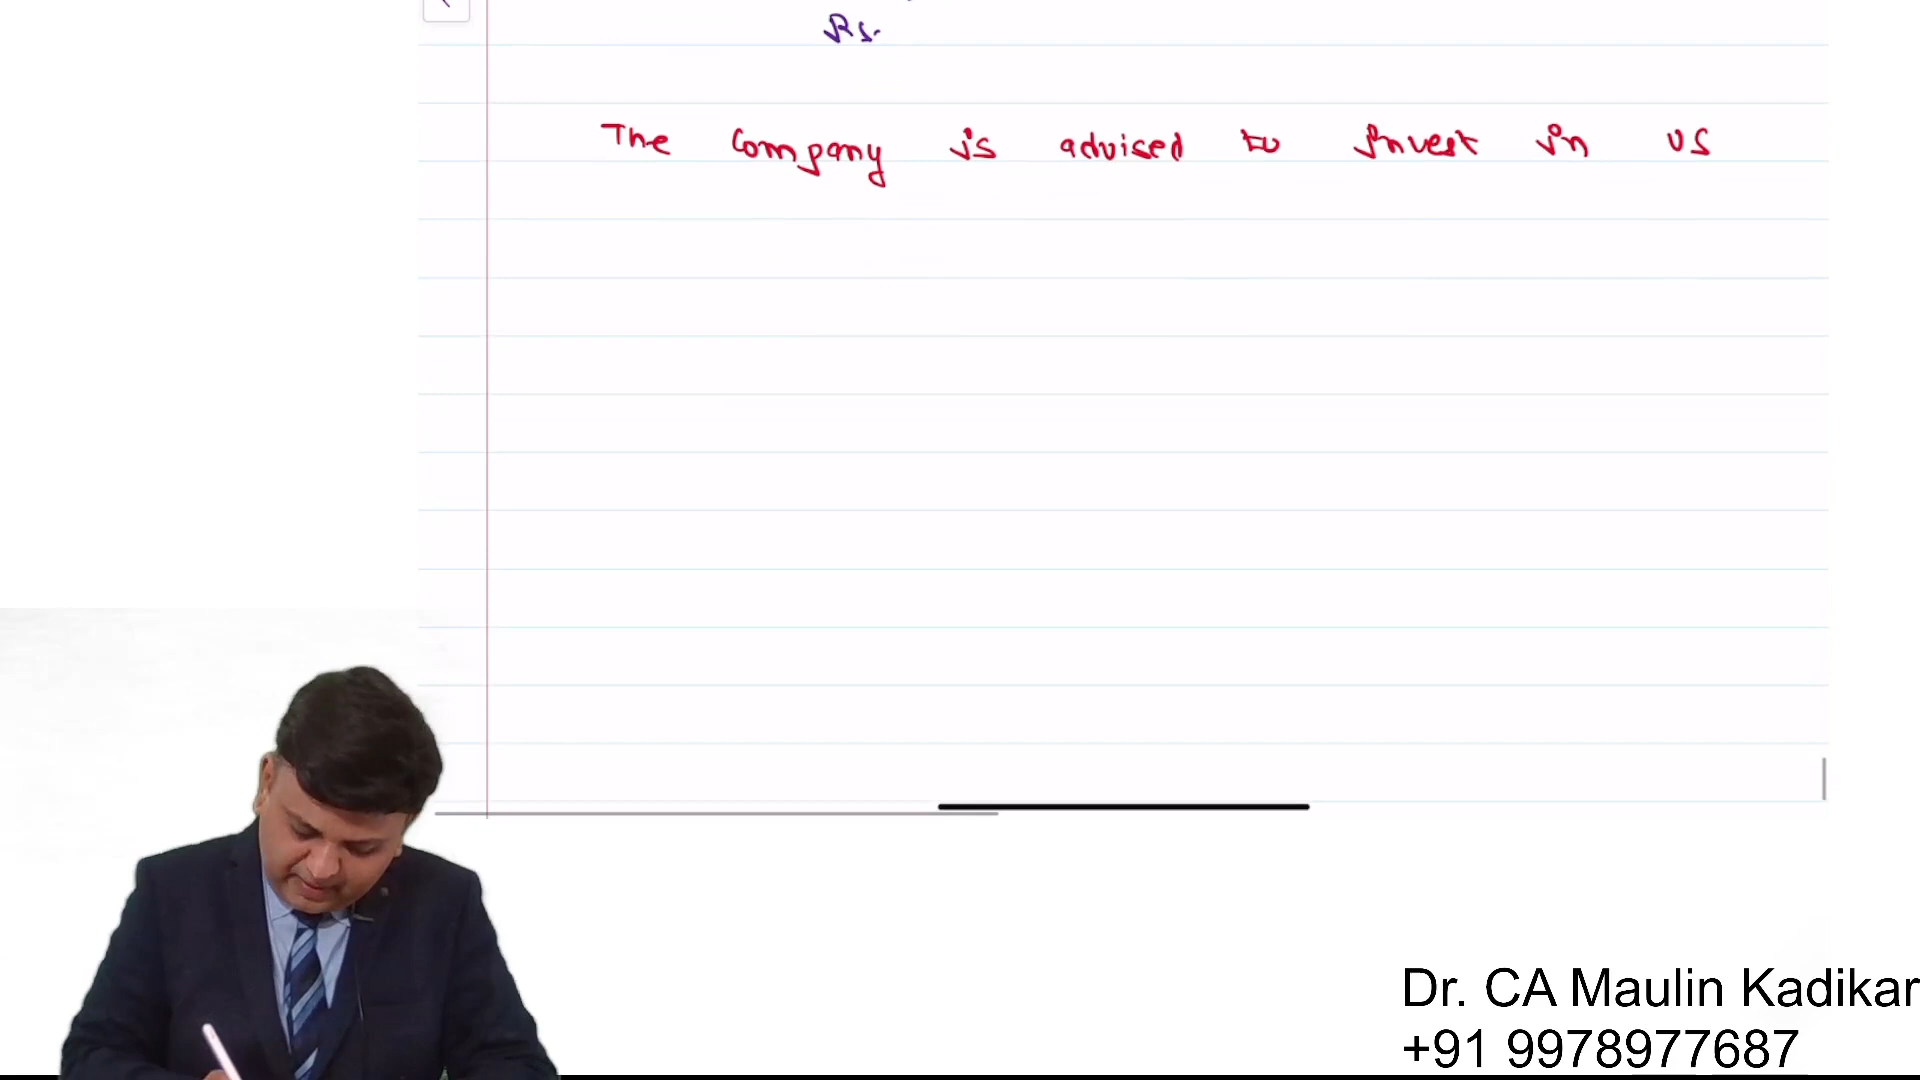 Rs.
The Company is advised to invest in US
Dr. CA Maulin Kadikar
+91 9978977687